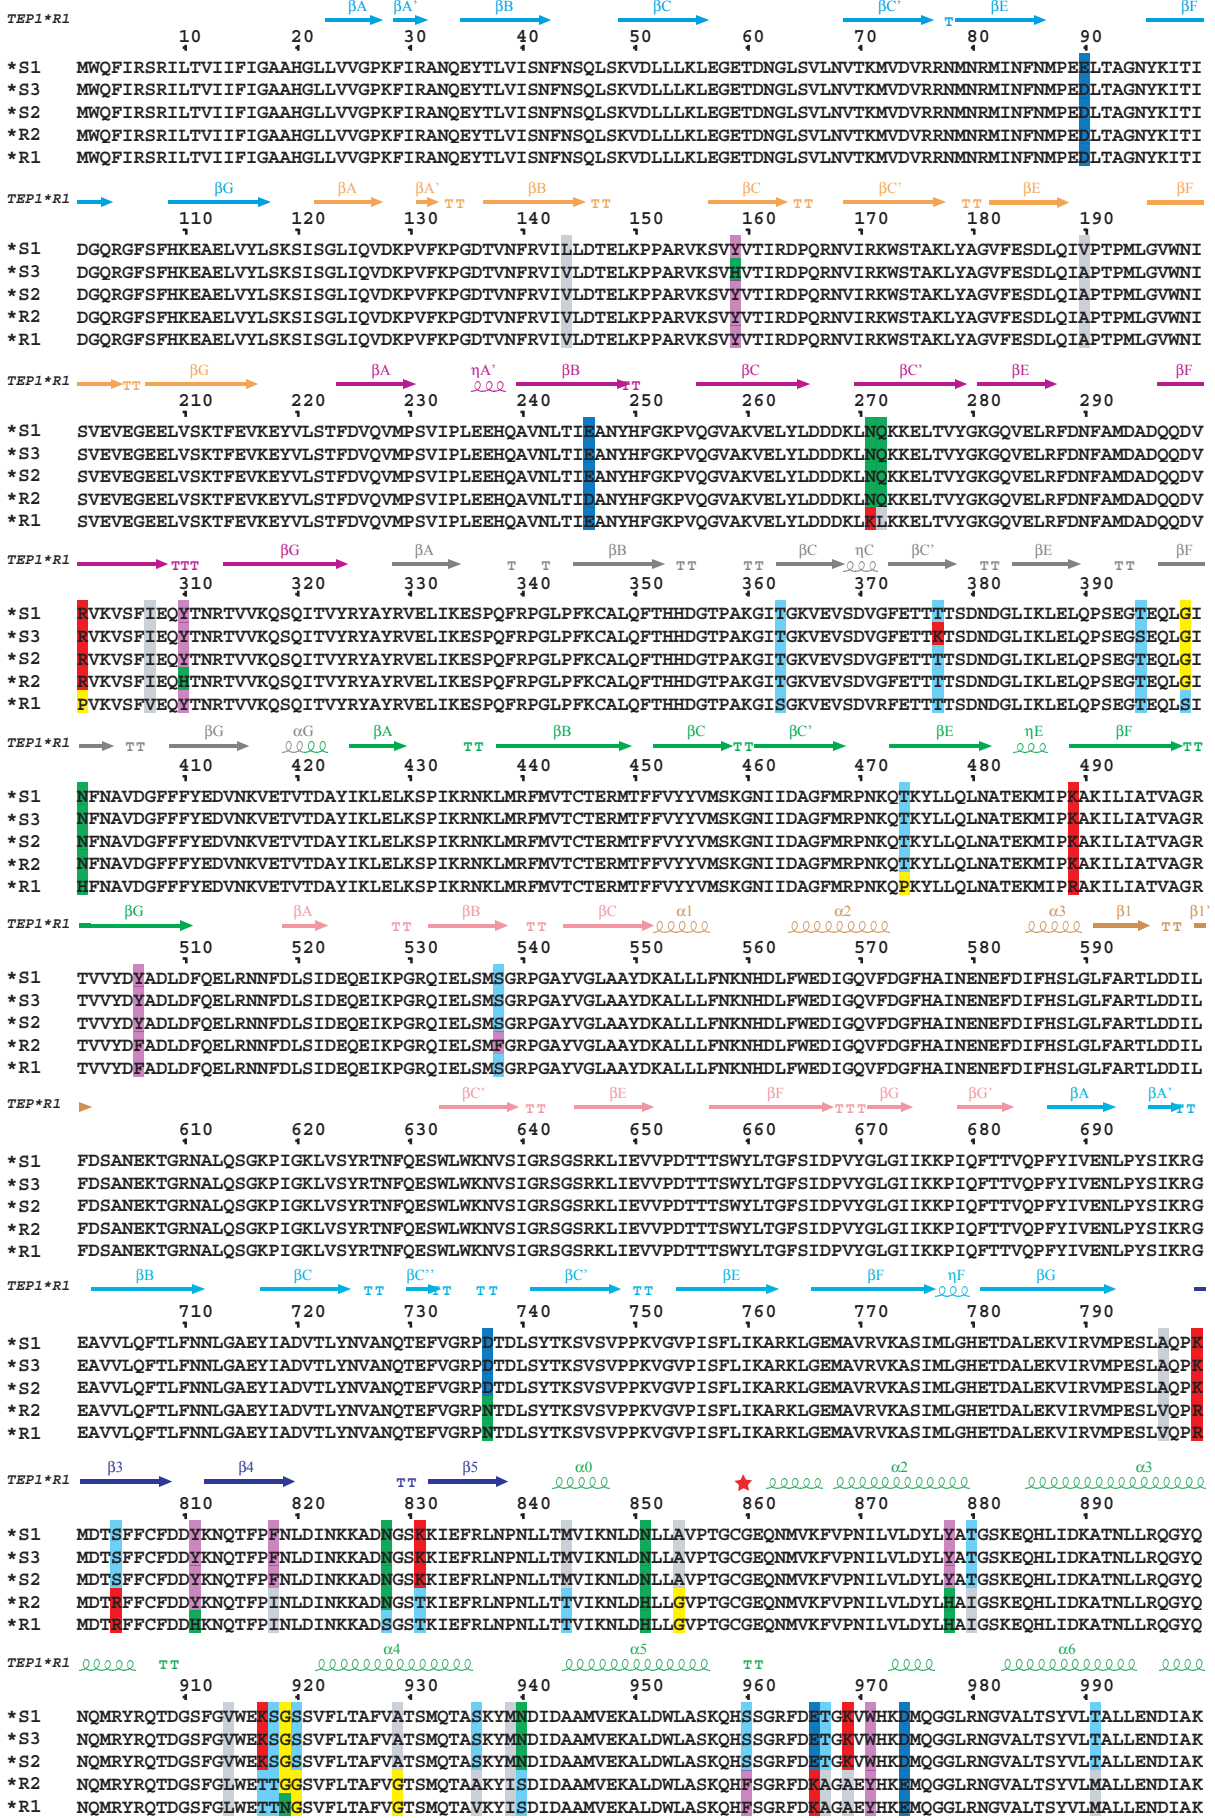 TEP1*R1 βA βA' βB βC βC' T βE βF
10 20 30 40 50 60 70 80 90
*S1 MWQFIRSRILTVIIFIGAAHGLLVVGPKFIRANQEYTLVISNFNSQLSKVDLLLKLEGETDNGLSVLNVTKMVDVRRNMNRMINFNMPEELTAGNYKITI
*S3 MWQFIRSRILTVIIFIGAAHGLLVVGPKFIRANQEYTLVISNFNSQLSKVDLLLKLEGETDNGLSVLNVTKMVDVRRNMNRMINFNMPEDLTAGNYKITI
*S2 MWQFIRSRILTVIIFIGAAHGLLVVGPKFIRANQEYTLVISNFNSQLSKVDLLLKLEGETDNGLSVLNVTKMVDVRRNMNRMINFNMPEDLTAGNYKITI
*R2 MWQFIRSRILTVIIFIGAAHGLLVVGPKFIRANQEYTLVISNFNSQLSKVDLLLKLEGETDNGLSVLNVTKMVDVRRNMNRMINFNMPEDLTAGNYKITI
*R1 MWQFIRSRILTVIIFIGAAHGLLVVGPKFIRANQEYTLVISNFNSQLSKVDLLLKLEGETDNGLSVLNVTKMVDVRRNMNRMINFNMPEDLTAGNYKITI
TEP1*R1 βG βA βA' TT βB TT βC TT βC' TT βE βF
110 120 130 140 150 160 170 180 190
*S1 DGQRGFSFHKEAELVYLSKSISGLIQVDKPVFKPGDTVNFRVILLDTELKPPARVKSVYVTIRDPQRNVIRKWSTAKLYAGVFESDLQIVPTPMLGVWNI
*S3 DGQRGFSFHKEAELVYLSKSISGLIQVDKPVFKPGDTVNFRVIVLDTELKPPARVKSVHVTIRDPQRNVIRKWSTAKLYAGVFESDLQIAPTPMLGVWNI
*S2 DGQRGFSFHKEAELVYLSKSISGLIQVDKPVFKPGDTVNFRVIVLDTELKPPARVKSVYVTIRDPQRNVIRKWSTAKLYAGVFESDLQIAPTPMLGVWNI
*R2 DGQRGFSFHKEAELVYLSKSISGLIQVDKPVFKPGDTVNFRVIVLDTELKPPARVKSVYVTIRDPQRNVIRKWSTAKLYAGVFESDLQIAPTPMLGVWNI
*R1 DGQRGFSFHKEAELVYLSKSISGLIQVDKPVFKPGDTVNFRVIVLDTELKPPARVKSVYVTIRDPQRNVIRKWSTAKLYAGVFESDLQIAPTPMLGVWNI
TEP1*R1 TT βG βA ηA' βB TT βC βC' βE βF
210 220 230 240 250 260 270 280 290
*S1 SVEVEGEELVSKTFEVKEYVLSTFDVQVMPSVIPLEEHQAVNLTIEANYHFGKPVQGVAKVELYLDDDKLNQKKELTVYGKGQVELRFDNFAMDADQQDV
*S3 SVEVEGEELVSKTFEVKEYVLSTFDVQVMPSVIPLEEHQAVNLTIEANYHFGKPVQGVAKVELYLDDDKLNQKKELTVYGKGQVELRFDNFAMDADQQDV
*S2 SVEVEGEELVSKTFEVKEYVLSTFDVQVMPSVIPLEEHQAVNLTIEANYHFGKPVQGVAKVELYLDDDKLNQKKELTVYGKGQVELRFDNFAMDADQQDV
*R2 SVEVEGEELVSKTFEVKEYVLSTFDVQVMPSVIPLEEHQAVNLTIDANYHFGKPVQGVAKVELYLDDDKLNQKKELTVYGKGQVELRFDNFAMDADQQDV
*R1 SVEVEGEELVSKTFEVKEYVLSTFDVQVMPSVIPLEEHQAVNLTIEANYHFGKPVQGVAKVELYLDDDKLKLKKELTVYGKGQVELRFDNFAMDADQQDV
TEP1*R1 TTT βG βA T T βB TT TT βC ηC βC' TT βE TT βF
310 320 330 340 350 360 370 380 390
*S1 RVKVSFIEQYTNRTVVKQSQITVYRYAYRVELIKESPQFRPGLPFKCALQFTHHDGTPAKGITGKVEVSDVGFETTTTSDNDGLIKLELQPSEGTEQLGI
*S3 RVKVSFIEQYTNRTVVKQSQITVYRYAYRVELIKESPQFRPGLPFKCALQFTHHDGTPAKGITGKVEVSDVGFETTKTSDNDGLIKLELQPSEGSEQLGI
*S2 RVKVSFIEQYTNRTVVKQSQITVYRYAYRVELIKESPQFRPGLPFKCALQFTHHDGTPAKGITGKVEVSDVGFETTTTSDNDGLIKLELQPSEGTEQLGI
*R2 RVKVSFIEQHTNRTVVKQSQITVYRYAYRVELIKESPQFRPGLPFKCALQFTHHDGTPAKGITGKVEVSDVGFETTTTSDNDGLIKLELQPSEGTEQLGI
*R1 PVKVSFVEQYTNRTVVKQSQITVYRYAYRVELIKESPQFRPGLPFKCALQFTHHDGTPAKGISGKVEVSDVRFETTTTSDNDGLIKLELQPSEGTEQLSI
TEP1*R1 TT βG αG βA TT βB βC TT βC' βE ηE βF TT
410 420 430 440 450 460 470 480 490
*S1 NFNAVDGFFFYEDVNKVETVTDAYIKLELKSPIKRNKLMRFMVTCTERMTFFVYYVMSKGNIIDAGFMRPNKQTKYLLQLNATEKMIPKAKILIATVAGR
*S3 NFNAVDGFFFYEDVNKVETVTDAYIKLELKSPIKRNKLMRFMVTCTERMTFFVYYVMSKGNIIDAGFMRPNKQTKYLLQLNATEKMIPKAKILIATVAGR
*S2 NFNAVDGFFFYEDVNKVETVTDAYIKLELKSPIKRNKLMRFMVTCTERMTFFVYYVMSKGNIIDAGFMRPNKQTKYLLQLNATEKMIPKAKILIATVAGR
*R2 NFNAVDGFFFYEDVNKVETVTDAYIKLELKSPIKRNKLMRFMVTCTERMTFFVYYVMSKGNIIDAGFMRPNKQTKYLLQLNATEKMIPKAKILIATVAGR
*R1 HFNAVDGFFFYEDVNKVETVTDAYIKLELKSPIKRNKLMRFMVTCTERMTFFVYYVMSKGNIIDAGFMRPNKQPKYLLQLNATEKMIPRAKILIATVAGR
TEP1*R1 βG βA TT βB TT βC α1 α2 α3 β1 TT β1'
510 520 530 540 550 560 570 580 590
*S1 TVVYDYADLDFQELRNNFDLSIDEQEIKPGRQIELSMSGRPGAYVGLAAYDKALLLFNKNHDLFWEDIGQVFDGFHAINENEFDIFHSLGLFARTLDDIL
*S3 TVVYDYADLDFQELRNNFDLSIDEQEIKPGRQIELSMSGRPGAYVGLAAYDKALLLFNKNHDLFWEDIGQVFDGFHAINENEFDIFHSLGLFARTLDDIL
*S2 TVVYDYADLDFQELRNNFDLSIDEQEIKPGRQIELSMSGRPGAYVGLAAYDKALLLFNKNHDLFWEDIGQVFDGFHAINENEFDIFHSLGLFARTLDDIL
*R2 TVVYDFADLDFQELRNNFDLSIDEQEIKPGRQIELSMFGRPGAYVGLAAYDKALLLFNKNHDLFWEDIGQVFDGFHAINENEFDIFHSLGLFARTLDDIL
*R1 TVVYDFADLDFQELRNNFDLSIDEQEIKPGRQIELSMSGRPGAYVGLAAYDKALLLFNKNHDLFWEDIGQVFDGFHAINENEFDIFHSLGLFARTLDDIL
TEP*R1 βC' TT βE βF TTT βG βG' βA βA' TT
610 620 630 640 650 660 670 680 690
*S1 FDSANEKTGRNALQSGKPIGKLVSYRTNFQESWLWKNVSIGRSGSRKLIEVVPDTTTSWYLTGFSIDPVYGLGIIKKPIQFTTVQPFYIVENLPYSIKRG
*S3 FDSANEKTGRNALQSGKPIGKLVSYRTNFQESWLWKNVSIGRSGSRKLIEVVPDTTTSWYLTGFSIDPVYGLGIIKKPIQFTTVQPFYIVENLPYSIKRG
*S2 FDSANEKTGRNALQSGKPIGKLVSYRTNFQESWLWKNVSIGRSGSRKLIEVVPDTTTSWYLTGFSIDPVYGLGIIKKPIQFTTVQPFYIVENLPYSIKRG
*R2 FDSANEKTGRNALQSGKPIGKLVSYRTNFQESWLWKNVSIGRSGSRKLIEVVPDTTTSWYLTGFSIDPVYGLGIIKKPIQFTTVQPFYIVENLPYSIKRG
*R1 FDSANEKTGRNALQSGKPIGKLVSYRTNFQESWLWKNVSIGRSGSRKLIEVVPDTTTSWYLTGFSIDPVYGLGIIKKPIQFTTVQPFYIVENLPYSIKRG
TEP1*R1 βB βC TT βC'' TT TT βC' TT βE βF ηF βG
710 720 730 740 750 760 770 780 790
*S1 EAVVLQFTLFNNLGAEYIADVTLYNVANQTEFVGRPDTDLSYTKSVSVPPKVGVPISFLIKARKLGEMAVRVKASIMLGHETDALEKVIRVMPESLAQPK
*S3 EAVVLQFTLFNNLGAEYIADVTLYNVANQTEFVGRPDTDLSYTKSVSVPPKVGVPISFLIKARKLGEMAVRVKASIMLGHETDALEKVIRVMPESLAQPK
*S2 EAVVLQFTLFNNLGAEYIADVTLYNVANQTEFVGRPDTDLSYTKSVSVPPKVGVPISFLIKARKLGEMAVRVKASIMLGHETDALEKVIRVMPESLAQPK
*R2 EAVVLQFTLFNNLGAEYIADVTLYNVANQTEFVGRPNTDLSYTKSVSVPPKVGVPISFLIKARKLGEMAVRVKASIMLGHETDALEKVIRVMPESLVQPR
*R1 EAVVLQFTLFNNLGAEYIADVTLYNVANQTEFVGRPNTDLSYTKSVSVPPKVGVPISFLIKARKLGEMAVRVKASIMLGHETDALEKVIRVMPESLVQPR
TEP1*R1 β3 β4 TT β5 α0 α2 α3
810 820 830 840 850 860 870 880 890
*S1 MDTSFFCFDDYKNQTFPFNLDINKKADNGSKKIEFRLNPNLLTMVIKNLDNLLAVPTGCGEQNMVKFVPNILVLDYLYATGSKEQHLIDKATNLLRQGYQ
*S3 MDTSFFCFDDYKNQTFPFNLDINKKADNGSKKIEFRLNPNLLTMVIKNLDNLLAVPTGCGEQNMVKFVPNILVLDYLYATGSKEQHLIDKATNLLRQGYQ
*S2 MDTSFFCFDDYKNQTFPFNLDINKKADNGSKKIEFRLNPNLLTMVIKNLDNLLAVPTGCGEQNMVKFVPNILVLDYLYATGSKEQHLIDKATNLLRQGYQ
*R2 MDTRFFCFDDYKNQTFPINLDINKKADNGSTKIEFRLNPNLLTTVIKNLDHLLGVPTGCGEQNMVKFVPNILVLDYLHAIGSKEQHLIDKATNLLRQGYQ
*R1 MDTRFFCFDDHKNQTFPINLDINKKADSGSTKIEFRLNPNLLTTVIKNLDHLLGVPTGCGEQNMVKFVPNILVLDYLHAIGSKEQHLIDKATNLLRQGYQ
TEP1*R1 TT α4 α5 TT α6
910 920 930 940 950 960 970 980 990
*S1 NQMRYRQTDGSFGVWEKSGSSVFLTAFVATSMQTASKYMNDIDAAMVEKALDWLASKQHSSGRFDETGKVWHKDMQGGLRNGVALTSYVLTALLENDIAK
*S3 NQMRYRQTDGSFGVWEKSGSSVFLTAFVATSMQTASKYMNDIDAAMVEKALDWLASKQHSSGRFDETGKVWHKDMQGGLRNGVALTSYVLTALLENDIAK
*S2 NQMRYRQTDGSFGVWEKSGSSVFLTAFVATSMQTASKYMNDIDAAMVEKALDWLASKQHSSGRFDETGKVWHKDMQGGLRNGVALTSYVLTALLENDIAK
*R2 NQMRYRQTDGSFGLWETTGGSVFLTAFVGTSMQTAAKYISDIDAAMVEKALDWLASKQHFSGRFDKAGAEYHKEMQGGLRNGVALTSYVLMALLENDIAK
*R1 NQMRYRQTDGSFGLWETTNGSVFLTAFVGTSMQTAVKYISDIDAAMVEKALDWLASKQHFSGRFDKAGAEYHKEMQGGLRNGVALTSYVLMALLENDIAK